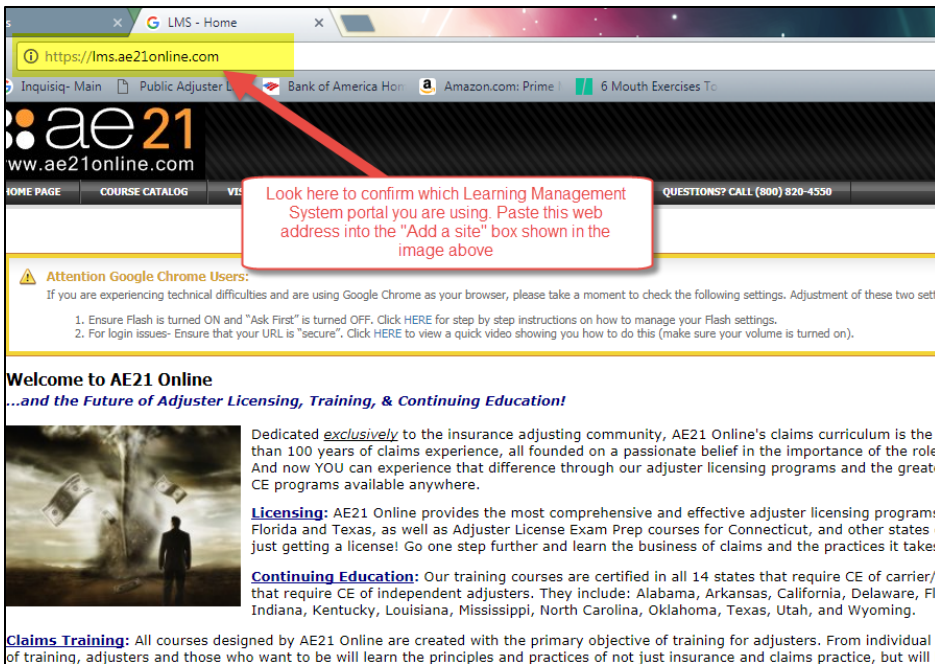 s
LMS - Home
https://lms.ae21online.com
Inquisiq- Main
Public Adjuster
Bank of America Hon
Amazon.com: Prime
6 Mouth Exercises To
ae21
ww.ae21online.com
HOME PAGE
COURSE CATALOG
QUESTIONS? CALL (800) 820-4550
Look here to confirm which Learning Management
System portal you are using. Paste this web
address into the "Add a site" box shown in the
image above
Attention Google Chrome Users:
If you are experiencing technical difficulties and are using Google Chrome as your browser, please take a moment to check the following settings. Adjustment of these two sett
1. Ensure Flash is turned ON and "Ask First" is turned OFF. Click HERE for step by step instructions on how to manage your Flash settings.
2. For login issues- Ensure that your URL is "secure". Click HERE to view a quick video showing you how to do this (make sure your volume is turned on).
Welcome to AE21 Online
...and the Future of Adjuster Licensing, Training, & Continuing Education!
Dedicated exclusively to the insurance adjusting community, AE21 Online's claims curriculum is the
than 100 years of claims experience, all founded on a passionate belief in the importance of the role
And now YOU can experience that difference through our adjuster licensing programs and the greate
CE programs available anywhere.
Licensing: AE21 Online provides the most comprehensive and effective adjuster licensing programs
Florida and Texas, as well as Adjuster License Exam Prep courses for Connecticut, and other states
just getting a license! Go one step further and learn the business of claims and the practices it takes
Continuing Education: Our training courses are certified in all 14 states that require CE of carrier/
that require CE of independent adjusters. They include: Alabama, Arkansas, California, Delaware, Fl
Indiana, Kentucky, Louisiana, Mississippi, North Carolina, Oklahoma, Texas, Utah, and Wyoming.
Claims Training: All courses designed by AE21 Online are created with the primary objective of training for adjusters. From individual
of training, adjusters and those who want to be will learn the principles and practices of not just insurance and claims practice, but will